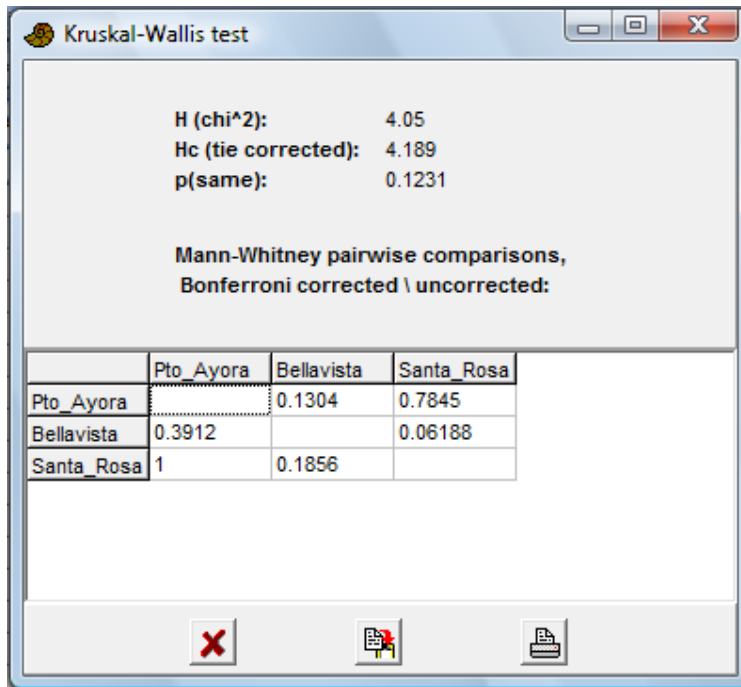 Kruskal-Wallis test
H (chi^2): 4.05
Hc (tie corrected): 4.189
p(same): 0.1231
Mann-Whitney pairwise comparisons,
Bonferroni corrected \ uncorrected:
Pto_Ayora Bellavista Santa_Rosa
Pto_Ayora 0.1304 0.7845
Bellavista 0.3912 0.06188
Santa_Rosa 1 0.1856